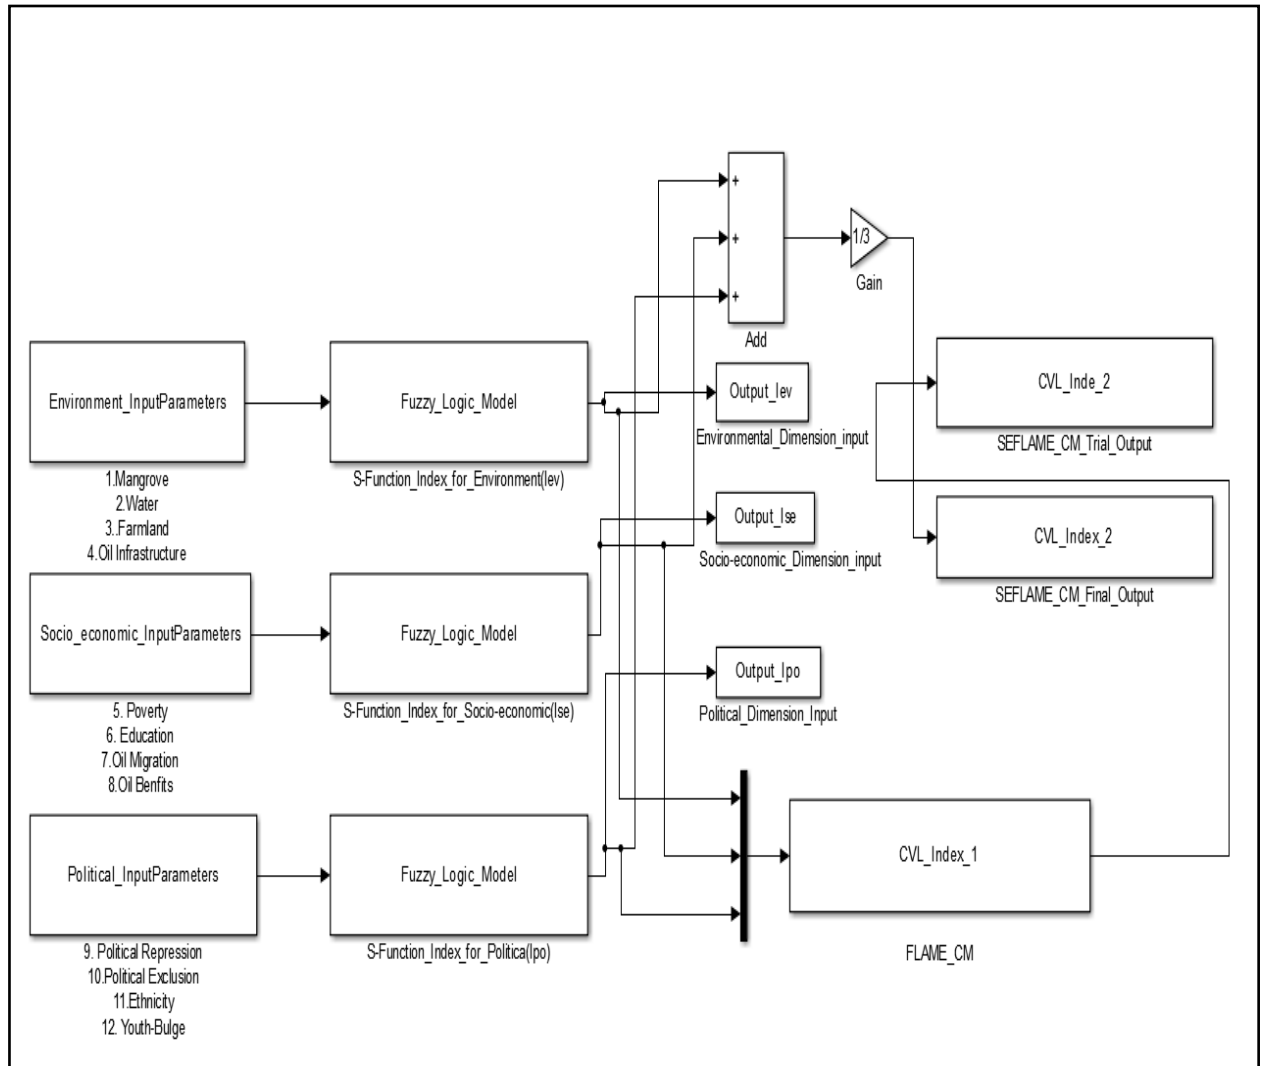 +
+
+
1/3
Gain
Add
Environment_InputParameters
1.Mangrove
2.Water
3.Farmland
4.Oil Infrastructure
Fuzzy_Logic_Model
S-Function_Index_for_Environment(Iev)
Output_Iev
Environmental_Dimension_input
CVL_Inde_2
SEFLAME_CM_Trial_Output
Output_Ise
Socio-economic_Dimension_input
CVL_Index_2
SEFLAME_CM_Final_Output
Socio_economic_InputParameters
5. Poverty
6. Education
7.Oil Migration
8.Oil Benfits
Fuzzy_Logic_Model
S-Function_Index_for_Socio-economic(Ise)
Output_Ipo
Political_Dimension_Input
Political_InputParameters
9. Political Repression
10.Political Exclusion
11.Ethnicity
12. Youth-Bulge
Fuzzy_Logic_Model
S-Function_Index_for_Politica(Ipo)
CVL_Index_1
FLAME_CM